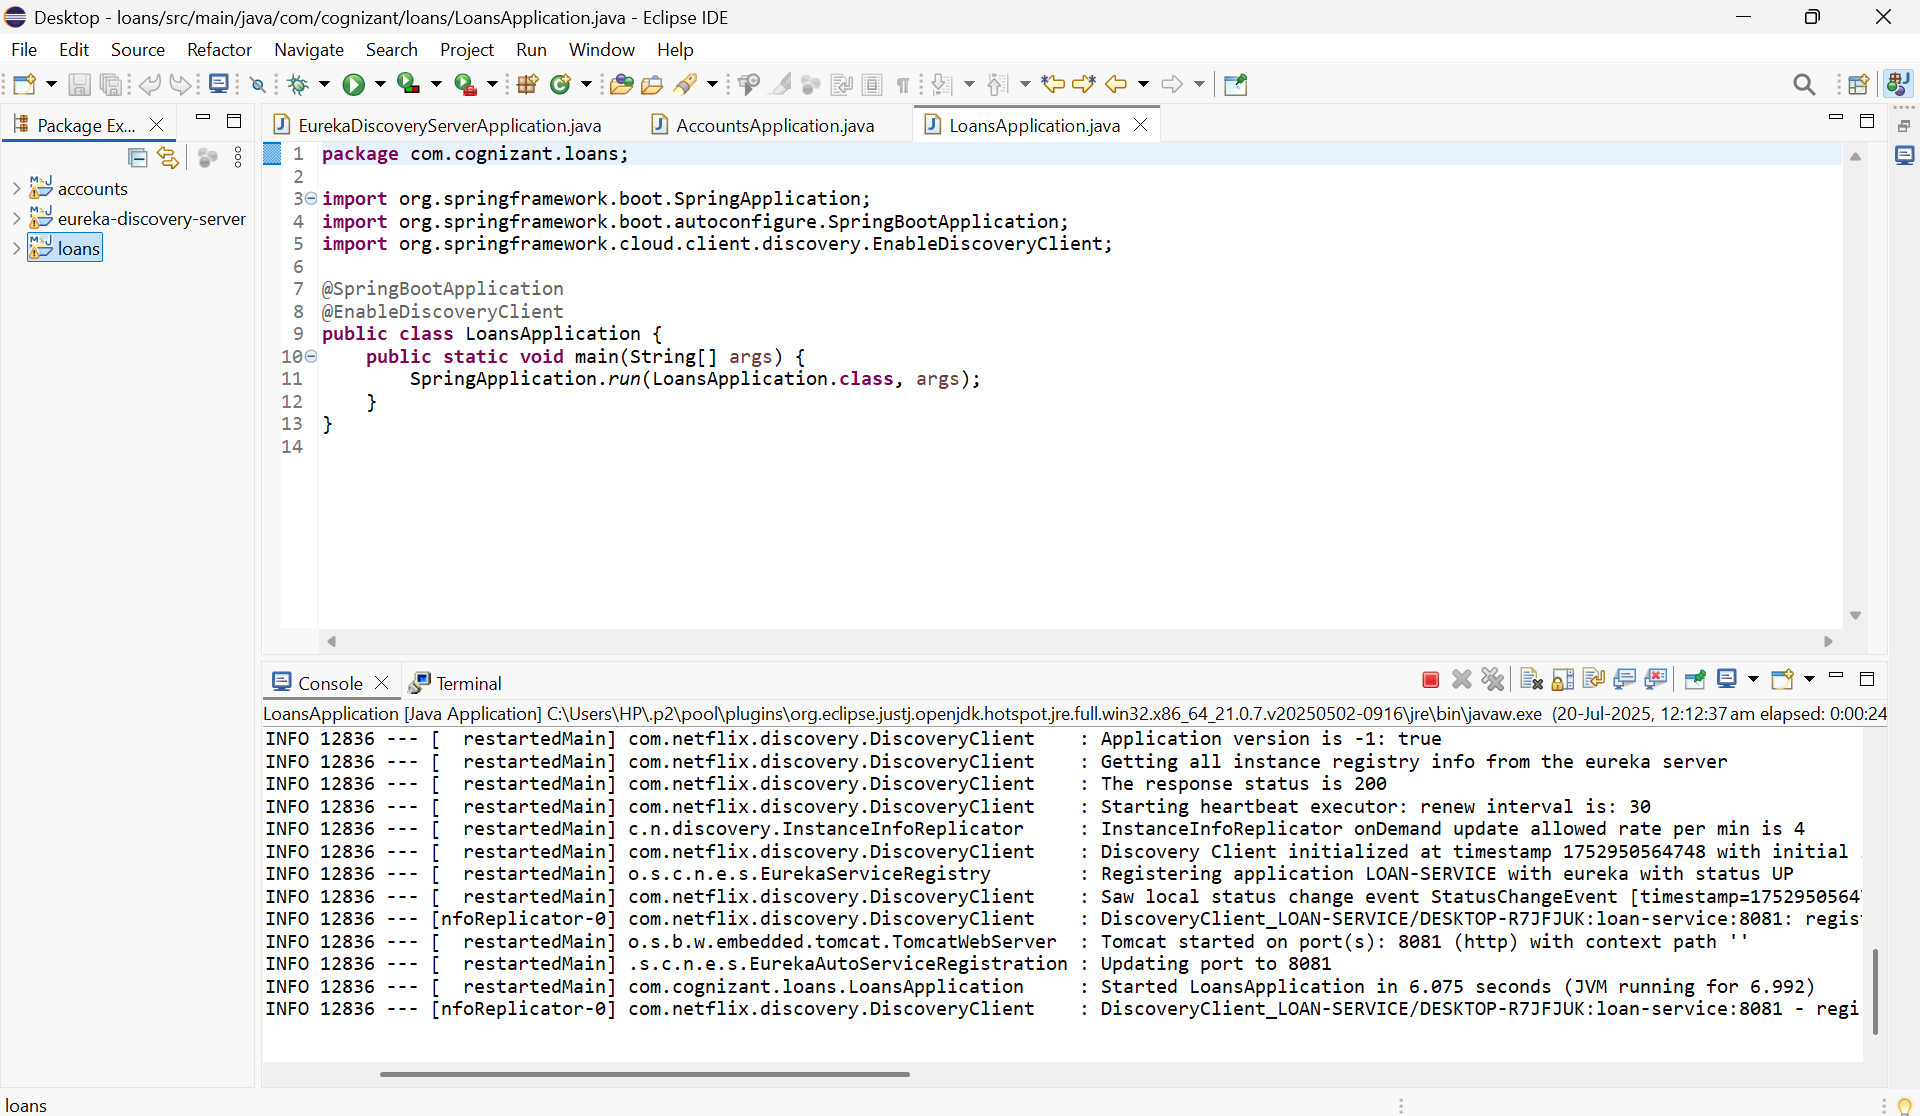 Desktop - loans/src/main/java/com/cognizant/loans/LoansApplication.java - Eclipse IDE
File Edit Source Refactor Navigate Search Project Run Window Help
Package Ex...
EurekaDiscoveryServerApplication.java AccountsApplication.java LoansApplication.java
accounts
eureka-discovery-server
loans
1 package com.cognizant.loans;
2
3 import org.springframework.boot.SpringApplication;
4 import org.springframework.boot.autoconfigure.SpringBootApplication;
5 import org.springframework.cloud.client.discovery.EnableDiscoveryClient;
6
7 @SpringBootApplication
8 @EnableDiscoveryClient
9 public class LoansApplication {
10 public static void main(String[] args) {
11 SpringApplication.run(LoansApplication.class, args);
12 }
13 }
14
Console Terminal
LoansApplication [Java Application] C:\Users\HP\.p2\pool\plugins\org.eclipse.justj.openjdk.hotspot.jre.full.win32.x86_64_21.0.7.v20250502-0916\jre\bin\javaw.exe (20-Jul-2025, 12:12:37 am elapsed: 0:00:24
INFO 12836 --- [ restartedMain] com.netflix.discovery.DiscoveryClient : Application version is -1: true
INFO 12836 --- [ restartedMain] com.netflix.discovery.DiscoveryClient : Getting all instance registry info from the eureka server
INFO 12836 --- [ restartedMain] com.netflix.discovery.DiscoveryClient : The response status is 200
INFO 12836 --- [ restartedMain] com.netflix.discovery.DiscoveryClient : Starting heartbeat executor: renew interval is: 30
INFO 12836 --- [ restartedMain] c.n.discovery.InstanceInfoReplicator : InstanceInfoReplicator onDemand update allowed rate per min is 4
INFO 12836 --- [ restartedMain] com.netflix.discovery.DiscoveryClient : Discovery Client initialized at timestamp 1752950564748 with initial
INFO 12836 --- [ restartedMain] o.s.c.n.e.s.EurekaServiceRegistry : Registering application LOAN-SERVICE with eureka with status UP
INFO 12836 --- [ restartedMain] com.netflix.discovery.DiscoveryClient : Saw local status change event StatusChangeEvent [timestamp=1752950564
INFO 12836 --- [nfoReplicator-0] com.netflix.discovery.DiscoveryClient : DiscoveryClient_LOAN-SERVICE/DESKTOP-R7JFJUK:loan-service:8081: regis
INFO 12836 --- [ restartedMain] o.s.b.w.embedded.tomcat.TomcatWebServer : Tomcat started on port(s): 8081 (http) with context path ''
INFO 12836 --- [ restartedMain] .s.c.n.e.s.EurekaAutoServiceRegistration : Updating port to 8081
INFO 12836 --- [ restartedMain] com.cognizant.loans.LoansApplication : Started LoansApplication in 6.075 seconds (JVM running for 6.992)
INFO 12836 --- [nfoReplicator-0] com.netflix.discovery.DiscoveryClient : DiscoveryClient_LOAN-SERVICE/DESKTOP-R7JFJUK:loan-service:8081 - regi
loans